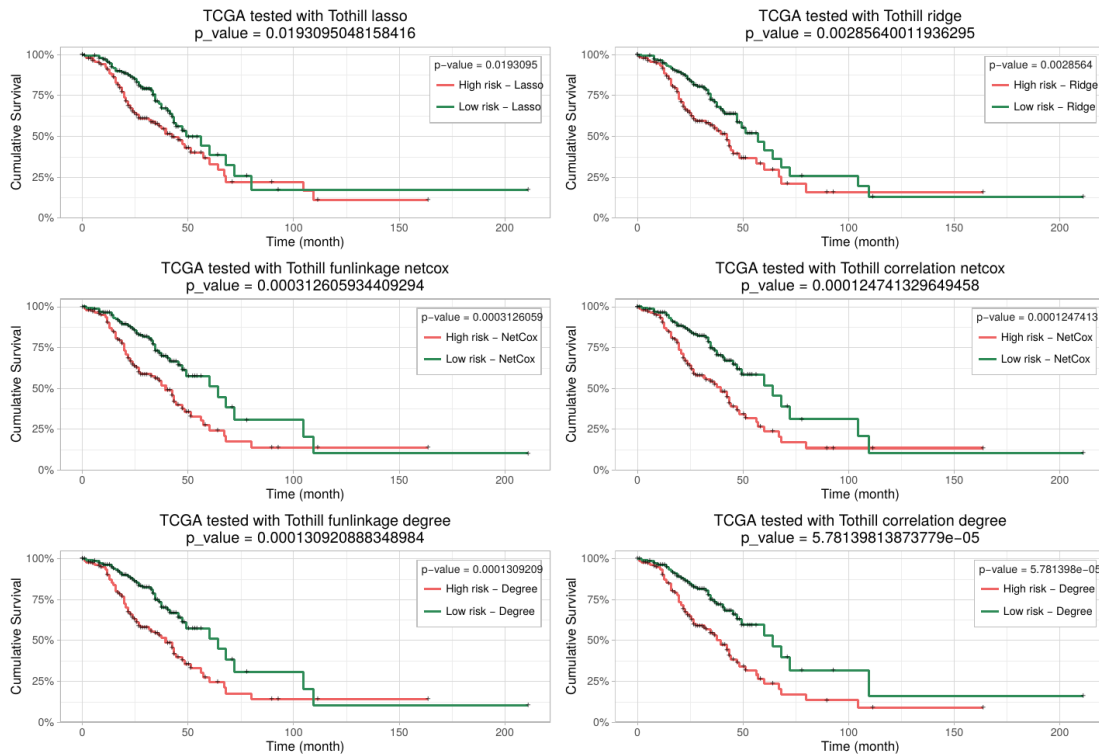 TCGA tested with Tothill lasso
p_value = 0.0193095048158416
Cumulative Survival
100%
75%
50%
25%
0%
p−value = 0.0193095
High risk − Lasso
Low risk − Lasso
0
50
100
150
200
Time (month)
TCGA tested with Tothill ridge
p_value = 0.00285640011936295
Cumulative Survival
100%
75%
50%
25%
0%
p−value = 0.0028564
High risk − Ridge
Low risk − Ridge
0
50
100
150
200
Time (month)
TCGA tested with Tothill funlinkage netcox
p_value = 0.000312605934409294
Cumulative Survival
100%
75%
50%
25%
0%
p−value = 0.0003126059
High risk − NetCox
Low risk − NetCox
0
50
100
150
200
Time (month)
TCGA tested with Tothill correlation netcox
p_value = 0.000124741329649458
Cumulative Survival
100%
75%
50%
25%
0%
p−value = 0.0001247413
High risk − NetCox
Low risk − NetCox
0
50
100
150
200
Time (month)
TCGA tested with Tothill funlinkage degree
p_value = 0.000130920888348984
Cumulative Survival
100%
75%
50%
25%
0%
p−value = 0.0001309209
High risk − Degree
Low risk − Degree
0
50
100
150
200
Time (month)
TCGA tested with Tothill correlation degree
p_value = 5.78139813873779e−05
Cumulative Survival
100%
75%
50%
25%
0%
p−value = 5.781398e−05
High risk − Degree
Low risk − Degree
0
50
100
150
200
Time (month)